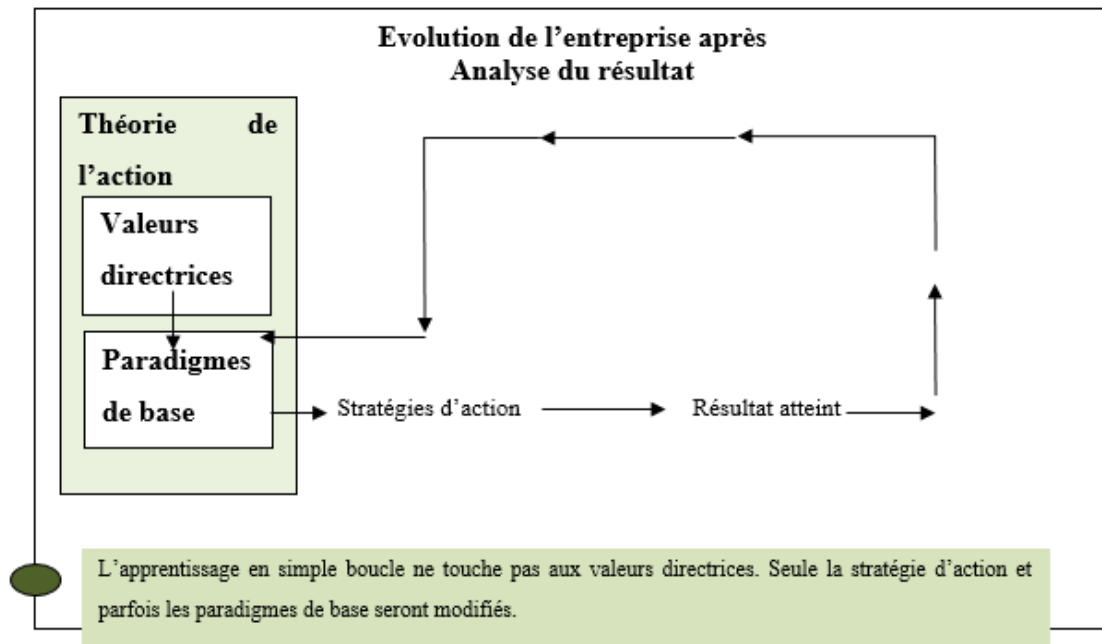 Evolution de l’entreprise après
Analyse du résultat
Théorie de
l’action
Valeurs
directrices
Paradigmes
de base
Stratégies d’action
Résultat atteint
L’apprentissage en simple boucle ne touche pas aux valeurs directrices. Seule la stratégie d’action et
parfois les paradigmes de base seront modifiés.